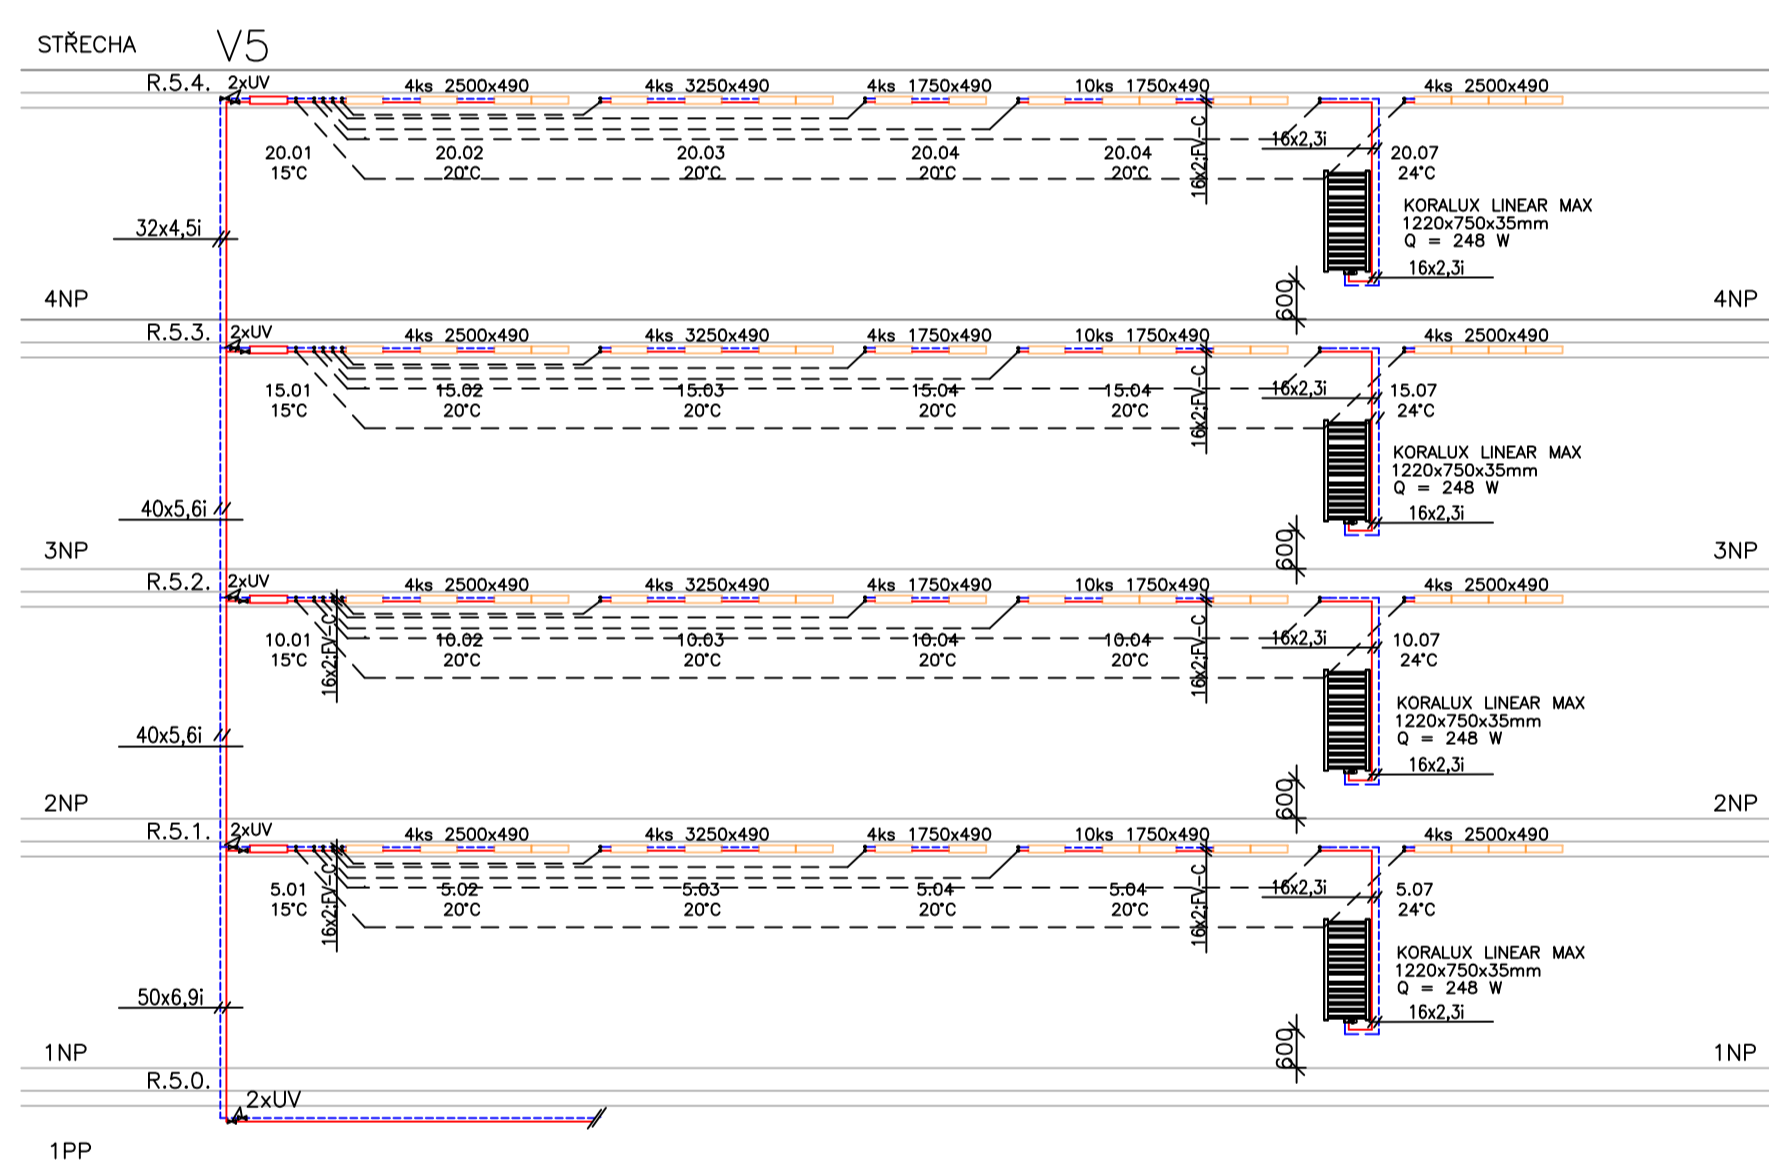 STŘECHA
V5
R.5.4.
2xUV
4ks 2500x490
4ks 3250x490
4ks 1750x490
10ks 1750x490
4ks 2500x490
20.01
15°C
20.02
20°C
20.03
20°C
20.04
20°C
20.04
20°C
16x2;FV-C
16x2,3i
20.07
24°C
KORALUX LINEAR MAX
1220x750x35mm
Q = 248 W
16x2,3i
32x4,5i
600
4NP
4NP
R.5.3.
2xUV
4ks 2500x490
4ks 3250x490
4ks 1750x490
10ks 1750x490
4ks 2500x490
15.01
15°C
15.02
20°C
15.03
20°C
15.04
20°C
15.04
20°C
16x2;FV-C
16x2,3i
15.07
24°C
KORALUX LINEAR MAX
1220x750x35mm
Q = 248 W
16x2,3i
40x5,6i
600
3NP
3NP
R.5.2.
2xUV
4ks 2500x490
4ks 3250x490
4ks 1750x490
10ks 1750x490
4ks 2500x490
10.01
15°C
16x2;FV-C
10.02
20°C
10.03
20°C
10.04
20°C
10.04
20°C
16x2;FV-C
16x2,3i
10.07
24°C
KORALUX LINEAR MAX
1220x750x35mm
Q = 248 W
16x2,3i
40x5,6i
600
2NP
2NP
R.5.1.
2xUV
4ks 2500x490
4ks 3250x490
4ks 1750x490
10ks 1750x490
4ks 2500x490
5.01
15°C
16x2;FV-C
5.02
20°C
5.03
20°C
5.04
20°C
5.04
20°C
16x2;FV-C
16x2,3i
5.07
24°C
KORALUX LINEAR MAX
1220x750x35mm
Q = 248 W
16x2,3i
50x6,9i
600
1NP
1NP
R.5.0.
2xUV
1PP